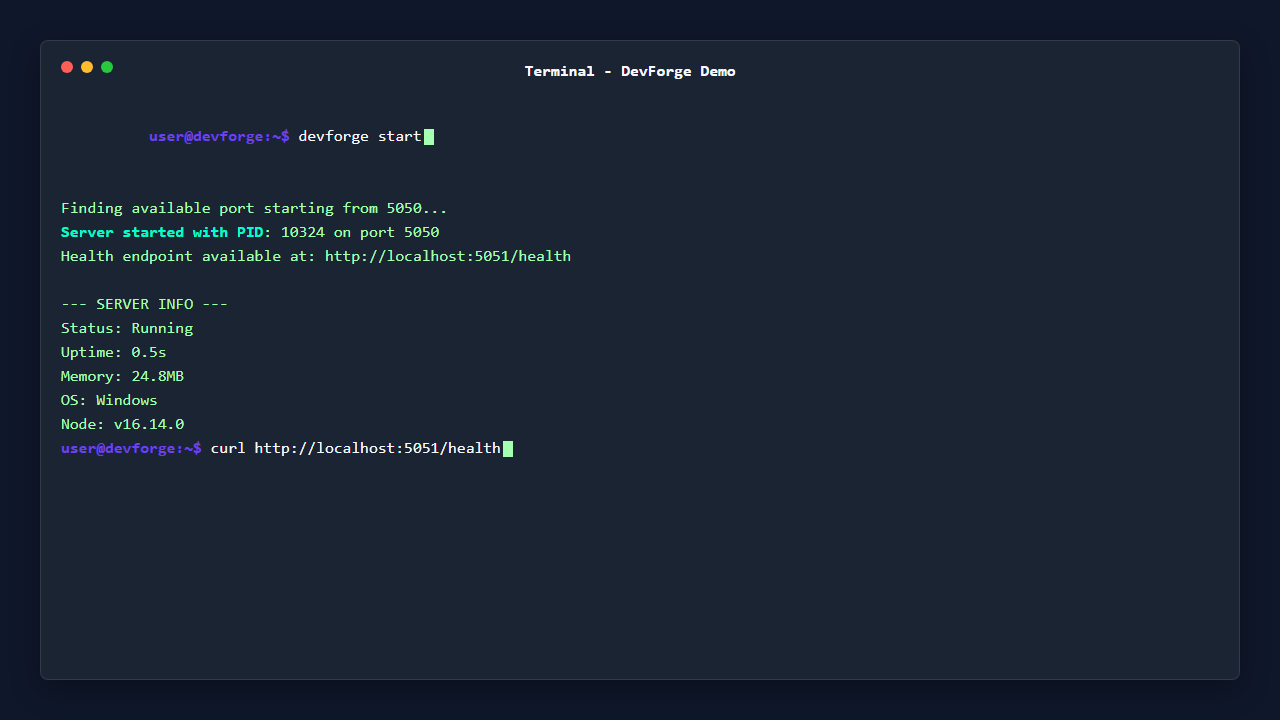 Terminal - DevForge Demo
user@devforge:~$ devforge start
Finding available port starting from 5050...
Server started with PID: 10324 on port 5050
Health endpoint available at: http://localhost:5051/health
--- SERVER INFO ---
Status: Running
Uptime: 0.5s
Memory: 24.8MB
OS: Windows
Node: v16.14.0
user@devforge:~$ curl http://localhost:5051/health